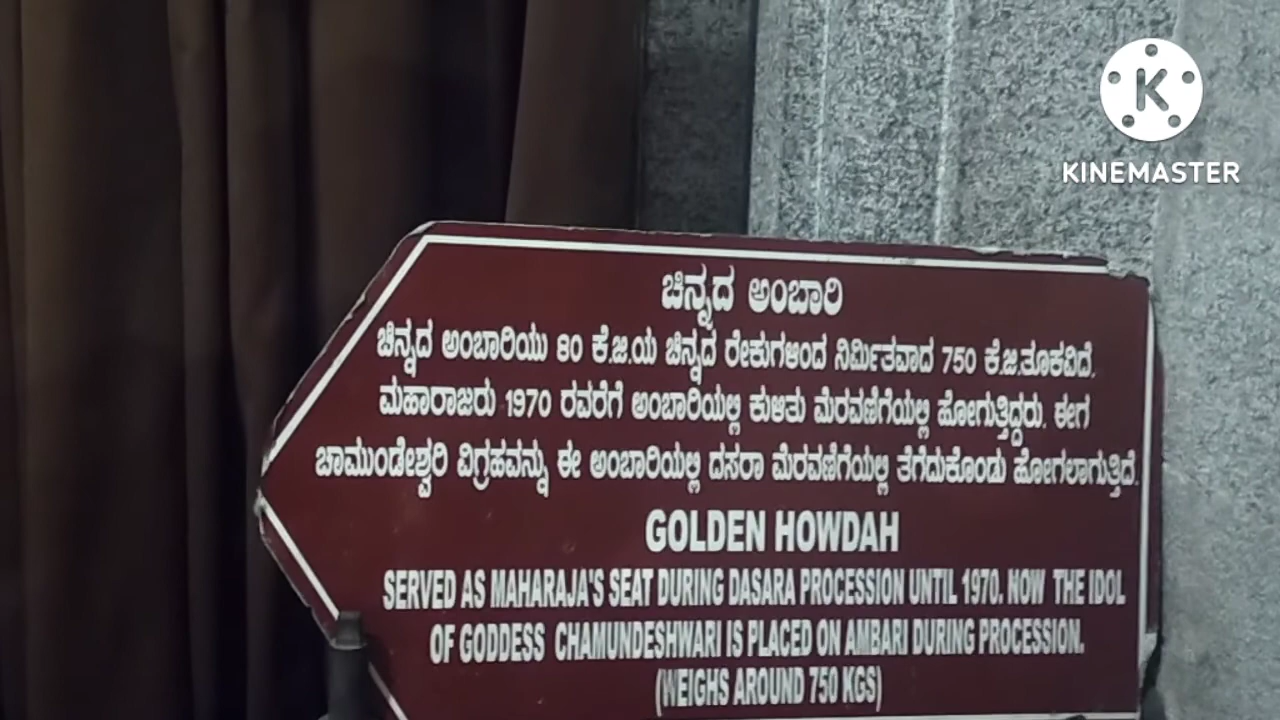 KINEMASTER
ಚಿನ್ನದ ಅಂಬಾರಿ
ಚಿನ್ನದ ಅಂಬಾರಿಯು 80 ಕೆ.ಜಿ.ಯ ಚಿನ್ನದ ರೇಕುಗಳಿಂದ ನಿರ್ಮಿತವಾದ 750 ಕೆ.ಜಿ.ತೂಕವಿದೆ.
ಮಹಾರಾಜರು 1970 ರವರೆಗೆ ಅಂಬಾರಿಯಲ್ಲಿ ಕುಳಿತು ಮೆರವಣಿಗೆಯಲ್ಲಿ ಹೋಗುತ್ತಿದ್ದರು. ಈಗ
ಚಾಮುಂಡೇಶ್ವರಿ ವಿಗ್ರಹವನ್ನು ಈ ಅಂಬಾರಿಯಲ್ಲಿ ದಸರಾ ಮೆರವಣಿಗೆಯಲ್ಲಿ ತೆಗೆದುಕೊಂಡು ಹೋಗಲಾಗುತ್ತಿದೆ.
GOLDEN HOWDAH
SERVED AS MAHARAJA'S SEAT DURING DASARA PROCESSION UNTIL 1970. NOW THE IDOL
OF GODDESS CHAMUNDESHWARI IS PLACED ON AMBARI DURING PROCESSION.
(WEIGHS AROUND 750 KGS)